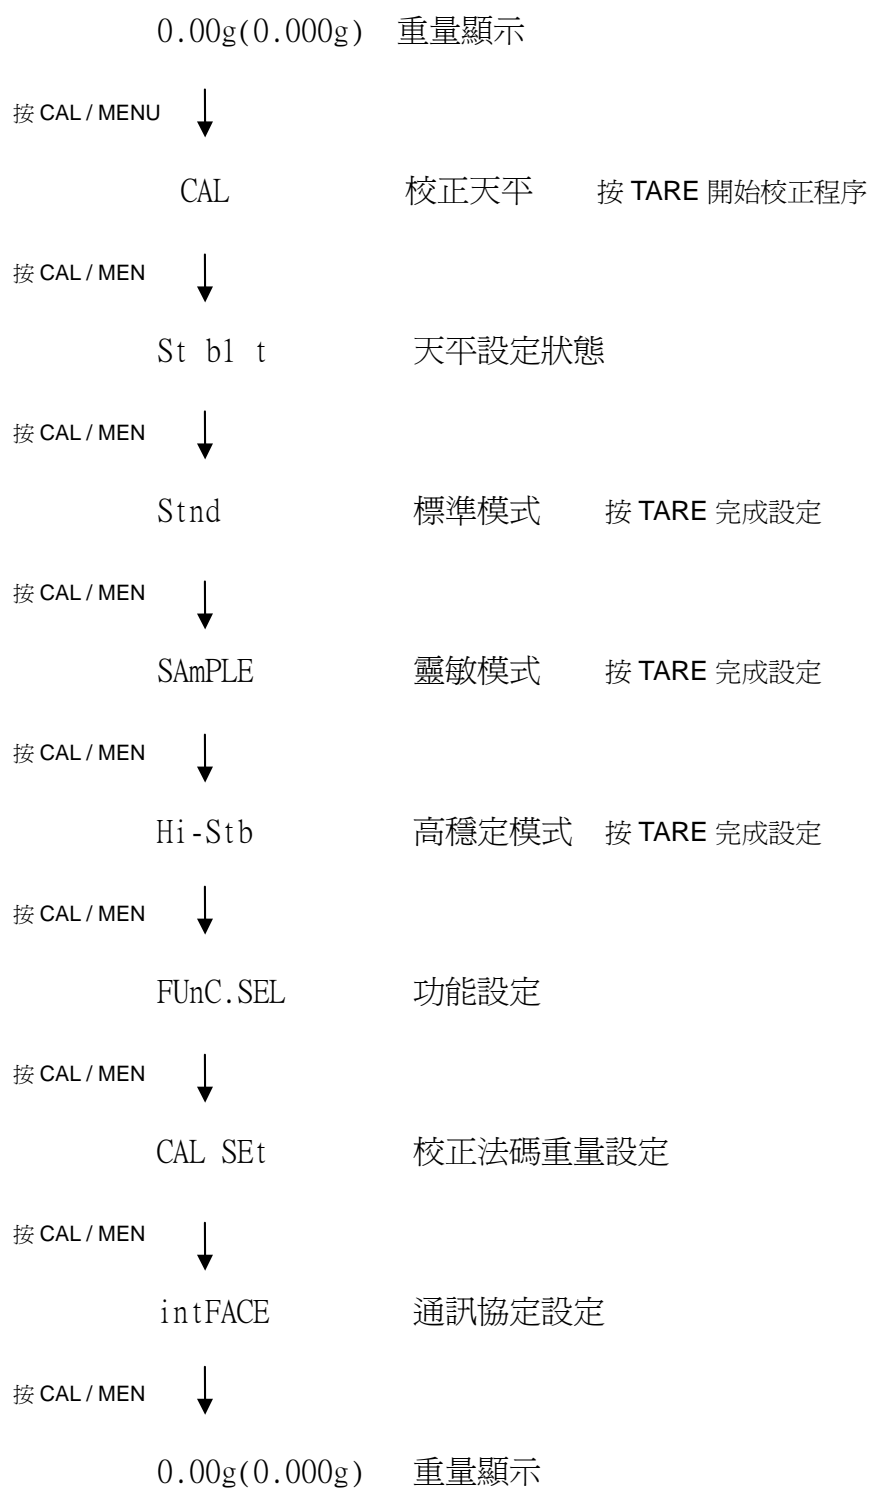 0.00g(0.000g) 重量顯示
按 CAL / MENU
CAL 校正天平 按 TARE 開始校正程序
按 CAL / MEN
St bl t 天平設定狀態
按 CAL / MEN
Stnd 標準模式 按 TARE 完成設定
按 CAL / MEN
SAmPLE 靈敏模式 按 TARE 完成設定
按 CAL / MEN
Hi-Stb 高穩定模式 按 TARE 完成設定
按 CAL / MEN
FUnC.SEL 功能設定
按 CAL / MEN
CAL SEt 校正法碼重量設定
按 CAL / MEN
intFACE 通訊協定設定
按 CAL / MEN
0.00g(0.000g) 重量顯示